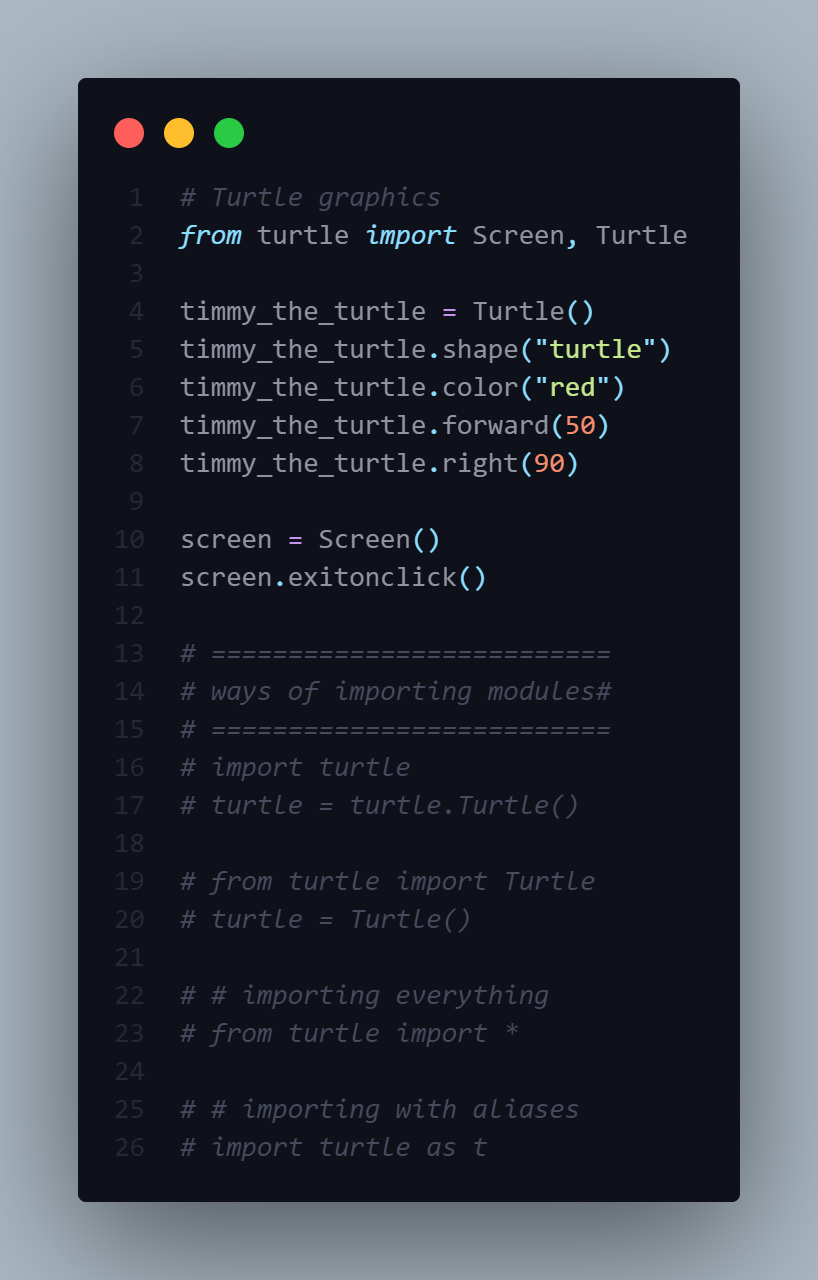 1 # Turtle graphics
2 from turtle import Screen, Turtle
3
4 timmy_the_turtle = Turtle()
5 timmy_the_turtle.shape("turtle")
6 timmy_the_turtle.color("red")
7 timmy_the_turtle.forward(50)
8 timmy_the_turtle.right(90)
9
10 screen = Screen()
11 screen.exitonclick()
12
13 # ==========================
14 # ways of importing modules#
15 # ==========================
16 # import turtle
17 # turtle = turtle.Turtle()
18
19 # from turtle import Turtle
20 # turtle = Turtle()
21
22 # # importing everything
23 # from turtle import *
24
25 # # importing with aliases
26 # import turtle as t